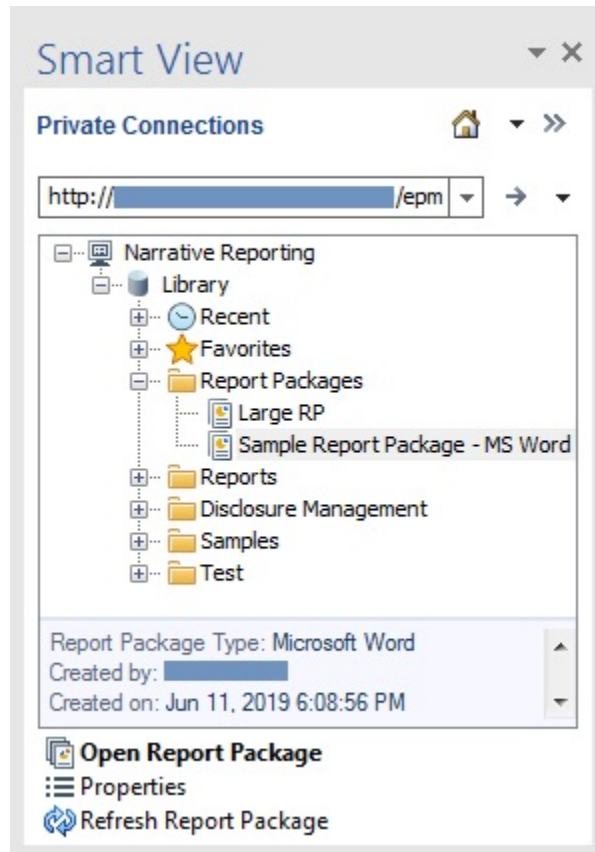 Smart View
Private Connections
http:// /epm
Narrative Reporting
Library
Recent
Favorites
Report Packages
Large RP
Sample Report Package - MS Word
Reports
Disclosure Management
Samples
Test
Report Package Type: Microsoft Word
Created by:
Created on: Jun 11, 2019 6:08:56 PM
Open Report Package
Properties
Refresh Report Package